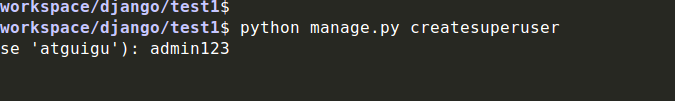 workspace/django/test1$
workspace/django/test1$ python manage.py createsuperuser
se 'atguigu'): admin123